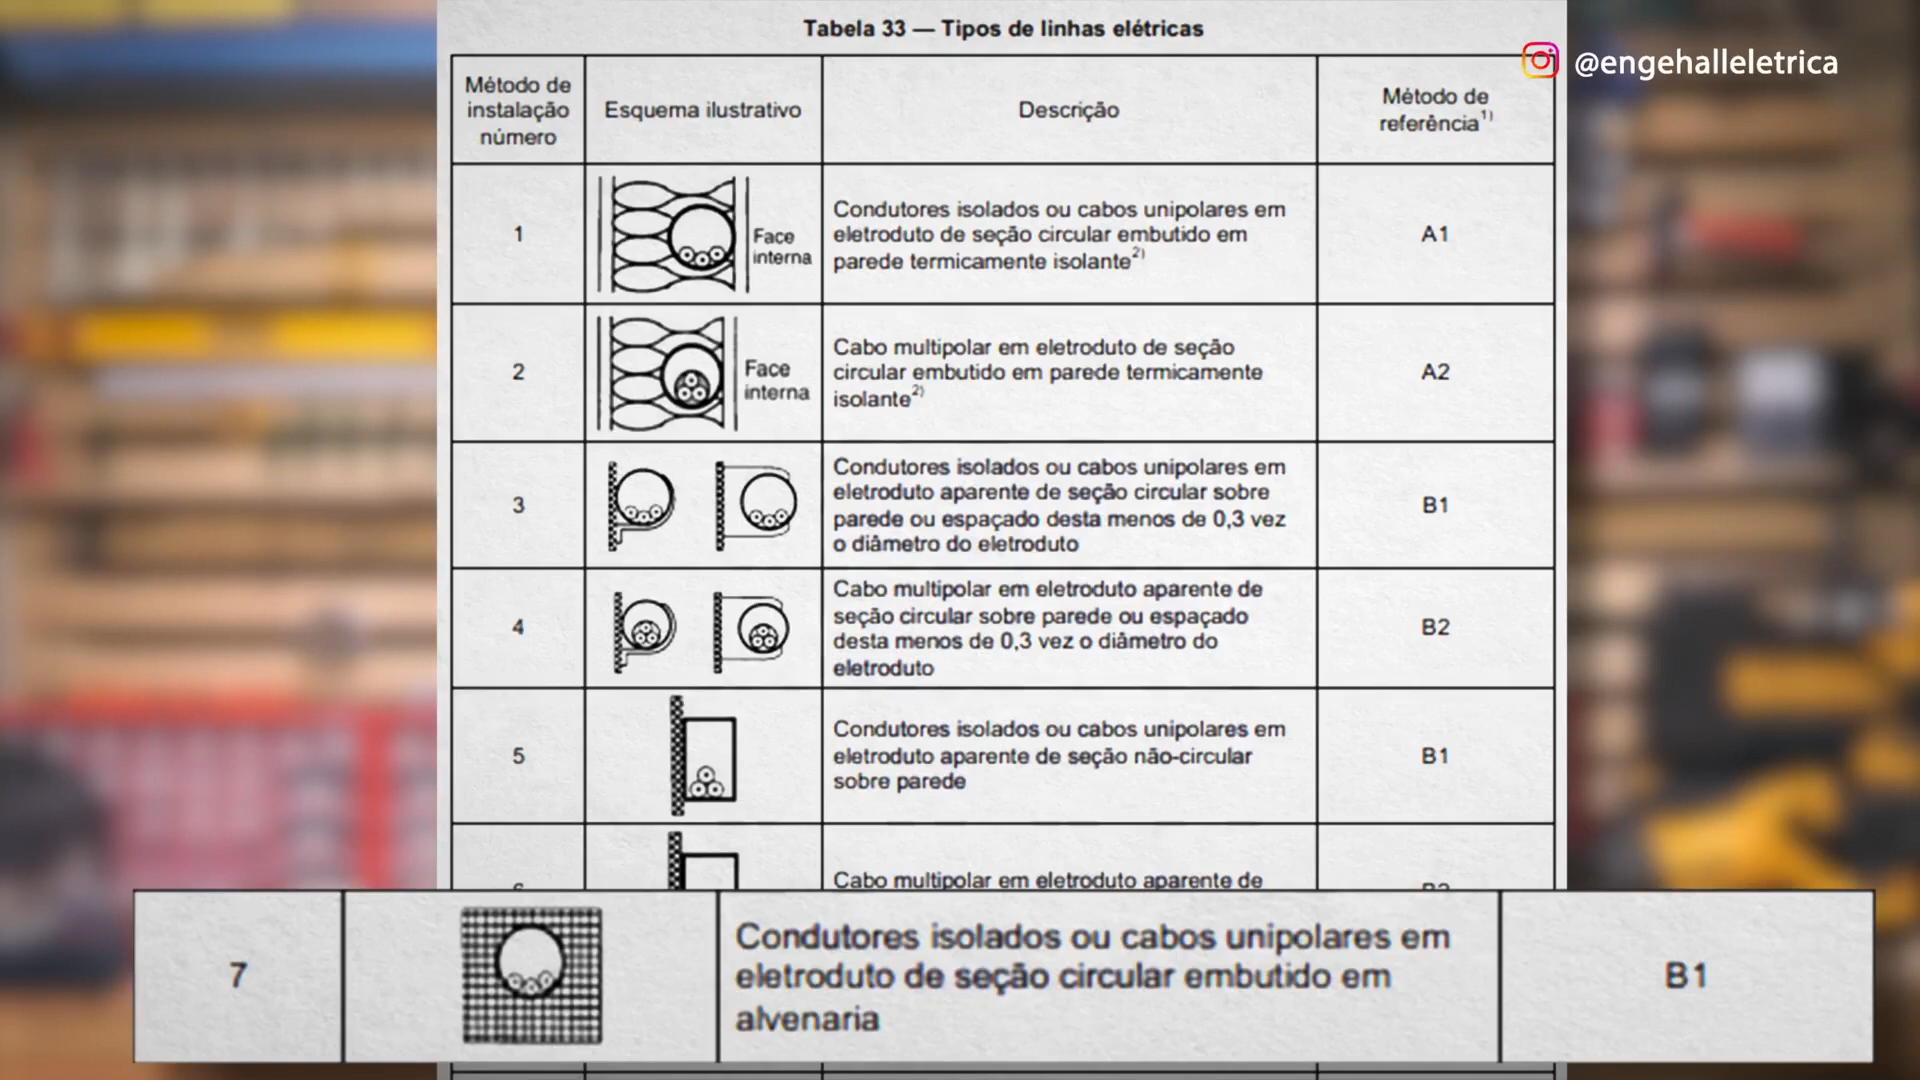 Tabela 33 — Tipos de linhas elétricas
@engehalleletrica
Método de
instalação
número
Esquema ilustrativo
Descrição
Método de
referência1)
1
Face
interna
Condutores isolados ou cabos unipolares em
eletroduto de seção circular embutido em
parede termicamente isolante2)
A1
2
Face
interna
Cabo multipolar em eletroduto de seção
circular embutido em parede termicamente
isolante2)
A2
3
Condutores isolados ou cabos unipolares em
eletroduto aparente de seção circular sobre
parede ou espaçado desta menos de 0,3 vez
o diâmetro do eletroduto
B1
4
Cabo multipolar em eletroduto aparente de
seção circular sobre parede ou espaçado
desta menos de 0,3 vez o diâmetro do
eletroduto
B2
5
Condutores isolados ou cabos unipolares em
eletroduto aparente de seção não-circular
sobre parede
B1
Cabo multipolar em eletroduto aparente de
7
Condutores isolados ou cabos unipolares em
eletroduto de seção circular embutido em
alvenaria
B1